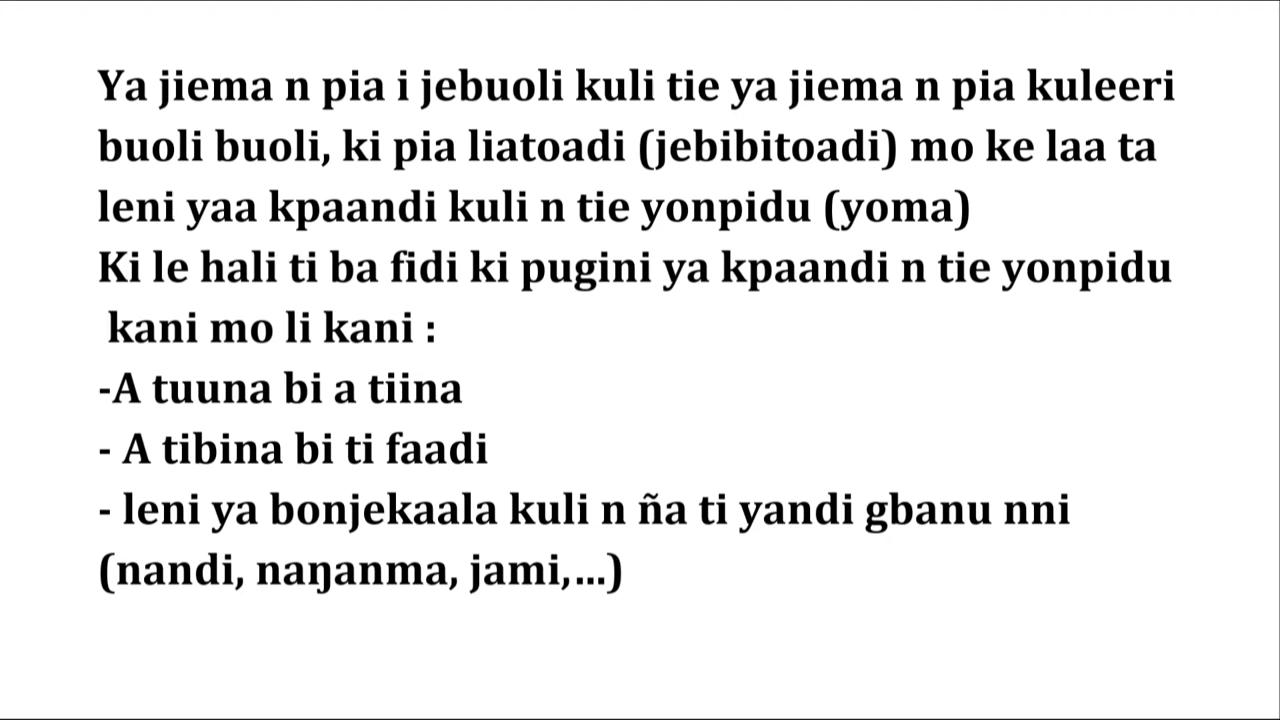 Ya jiema n pia i jebuoli kuli tie ya jiema n pia kuleeri
buoli buoli, ki pia liatoadi (jebibitoadi) mo ke laa ta
leni yaa kpaandi kuli n tie yonpidu (yoma)
Ki le hali ti ba fidi ki pugini ya kpaandi n tie yonpidu
kani mo li kani :
-A tuuna bi a tiina
- A tibina bi ti faadi
- leni ya bonjekaala kuli n ña ti yandi gbanu nni
(nandi, naŋanma, jami,...)